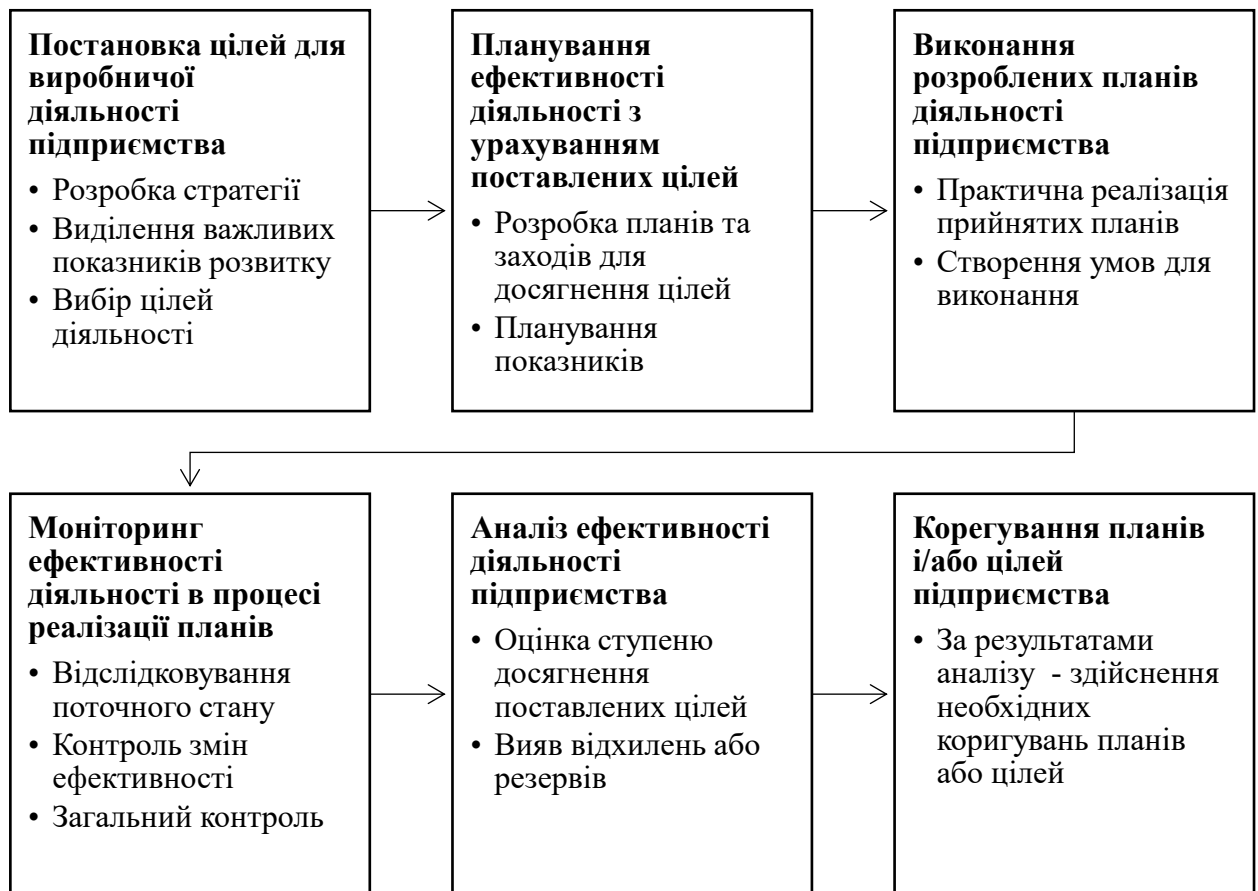 Постановка цілей для
виробничої
діяльності
підприємства
• Розробка стратегії
• Виділення важливих
показників розвитку
• Вибір цілей
діяльності
Планування
ефективності
діяльності з
урахуванням
поставлених цілей
• Розробка планів та
заходів для
досягнення цілей
• Планування
показників
Виконання
розроблених планів
діяльності
підприємства
• Практична реалізація
прийнятих планів
• Створення умов для
виконання
Моніторинг
ефективності
діяльності в процесі
реалізації планів
• Відслідковування
поточного стану
• Контроль змін
ефективності
• Загальний контроль
Аналіз ефективності
діяльності
підприємства
• Оцінка ступеню
досягнення
поставлених цілей
• Вияв відхилень або
резервів
Корегування планів
і/або цілей
підприємства
• За результатами
аналізу - здійснення
необхідних
коригувань планів
або цілей